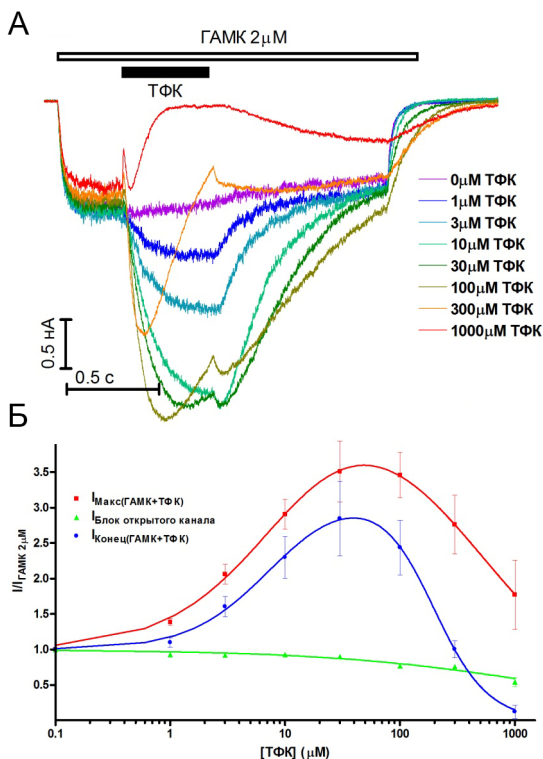 А
ГАМК 2μM
ТФК
0μM ТФК
1μM ТФК
3μM ТФК
10μM ТФК
30μM ТФК
100μM ТФК
300μM ТФК
1000μM ТФК
0.5 нА
0.5 с
Б
I/IГАМК 2μM
3.5
3.0
2.5
2.0
1.5
1.0
0.5
IМакс(ГАМК+ТФК)
IБлок открытого канала
IКонец(ГАМК+ТФК)
0.1 1 10 100 1000
[ТФК] (μM)